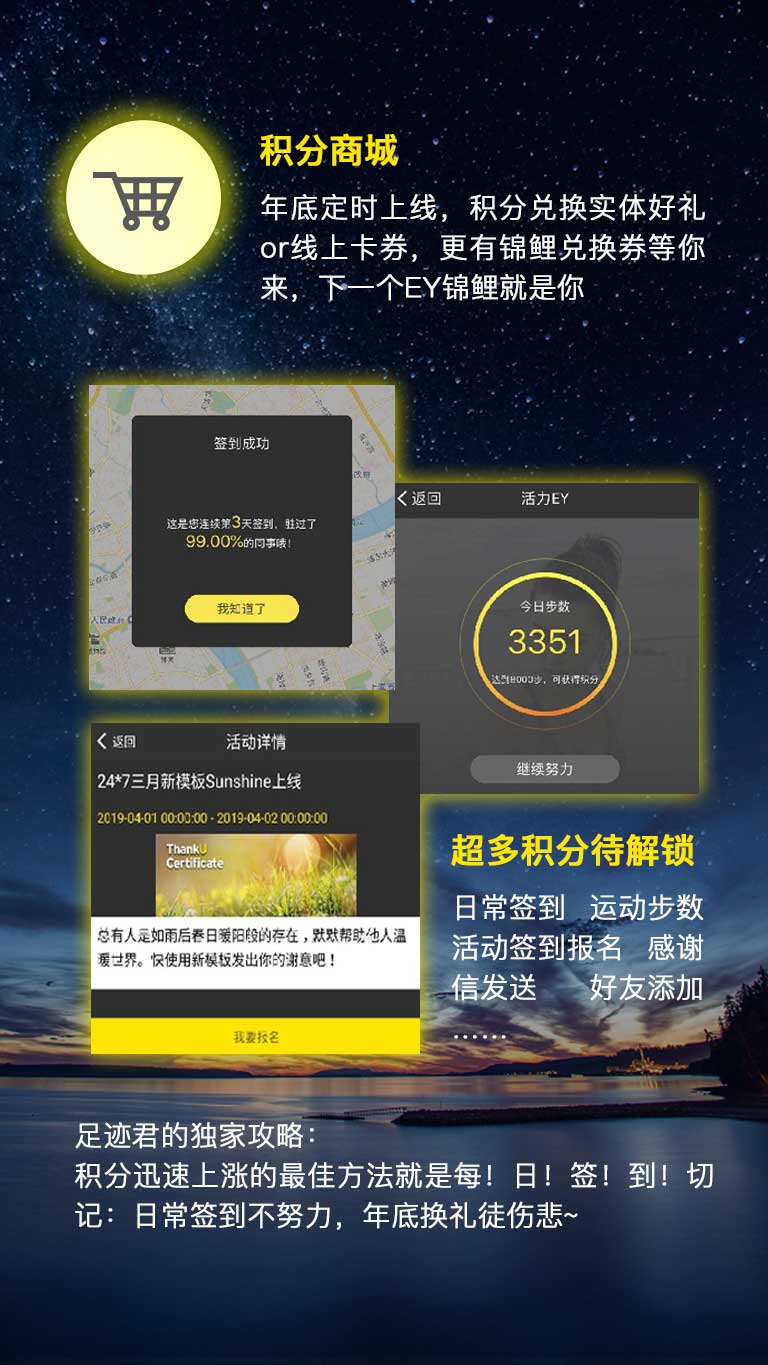 积分商城
年底定时上线，积分兑换实体好礼
or线上卡券，更有锦鲤兑换券等你
来，下一个EY锦鲤就是你
签到成功
这是您连续第3天签到，胜过了
99.00%的同事哦！
我知道了
人民政府
返回
活力EY
今日步数
3351
达到8000步，可获得积分
继续努力
返回
活动详情
24*7三月新模板Sunshine上线
2019-04-01 00:00:00 - 2019-04-02 00:00:00
ThankU
Certificate
总有人是如雨后春日暖阳般的存在，默默帮助他人温
暖世界。快使用新模板发出你的谢意吧！
我要报名
超多积分待解锁
日常签到 运动步数
活动签到报名 感谢
信发送 好友添加
……
足迹君的独家攻略：
积分迅速上涨的最佳方法就是每！日！签！到！切
记：日常签到不努力，年底换礼徒伤悲~